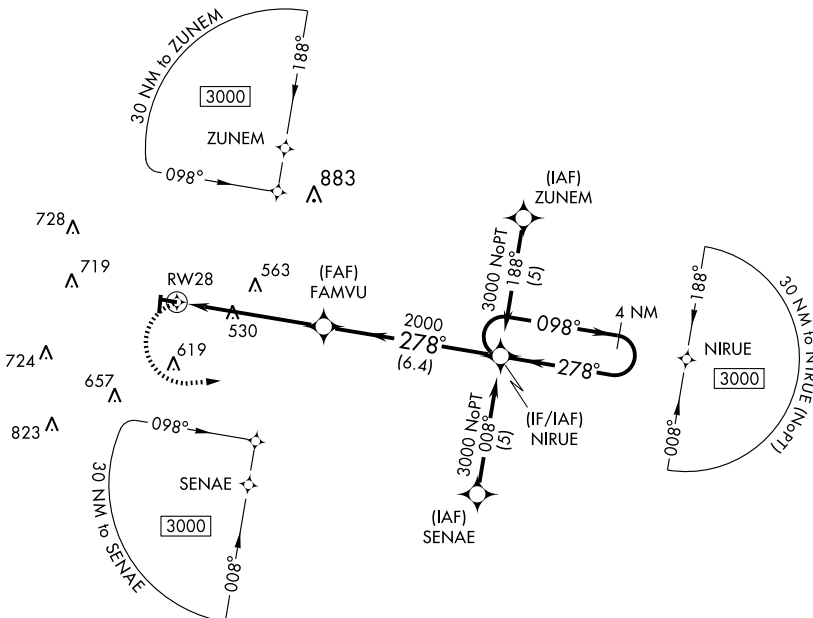 30 NM to ZUNEM
188°
3000
ZUNEM
098°
883
728
719
RW28
563
(FAF)
FAMVU
530
(IAF)
ZUNEM
3000 NoPT
188°
(5)
098°
4 NM
2000
278°
(6.4)
278°
188°
30 NM to NIRUE (NoPT)
NIRUE
3000
008°
724
619
657
823
(IF/IAF)
NIRUE
3000 NoPT
008°
(5)
(IAF)
SENAE
098°
SENAE
3000
30 NM to SENAE
008°